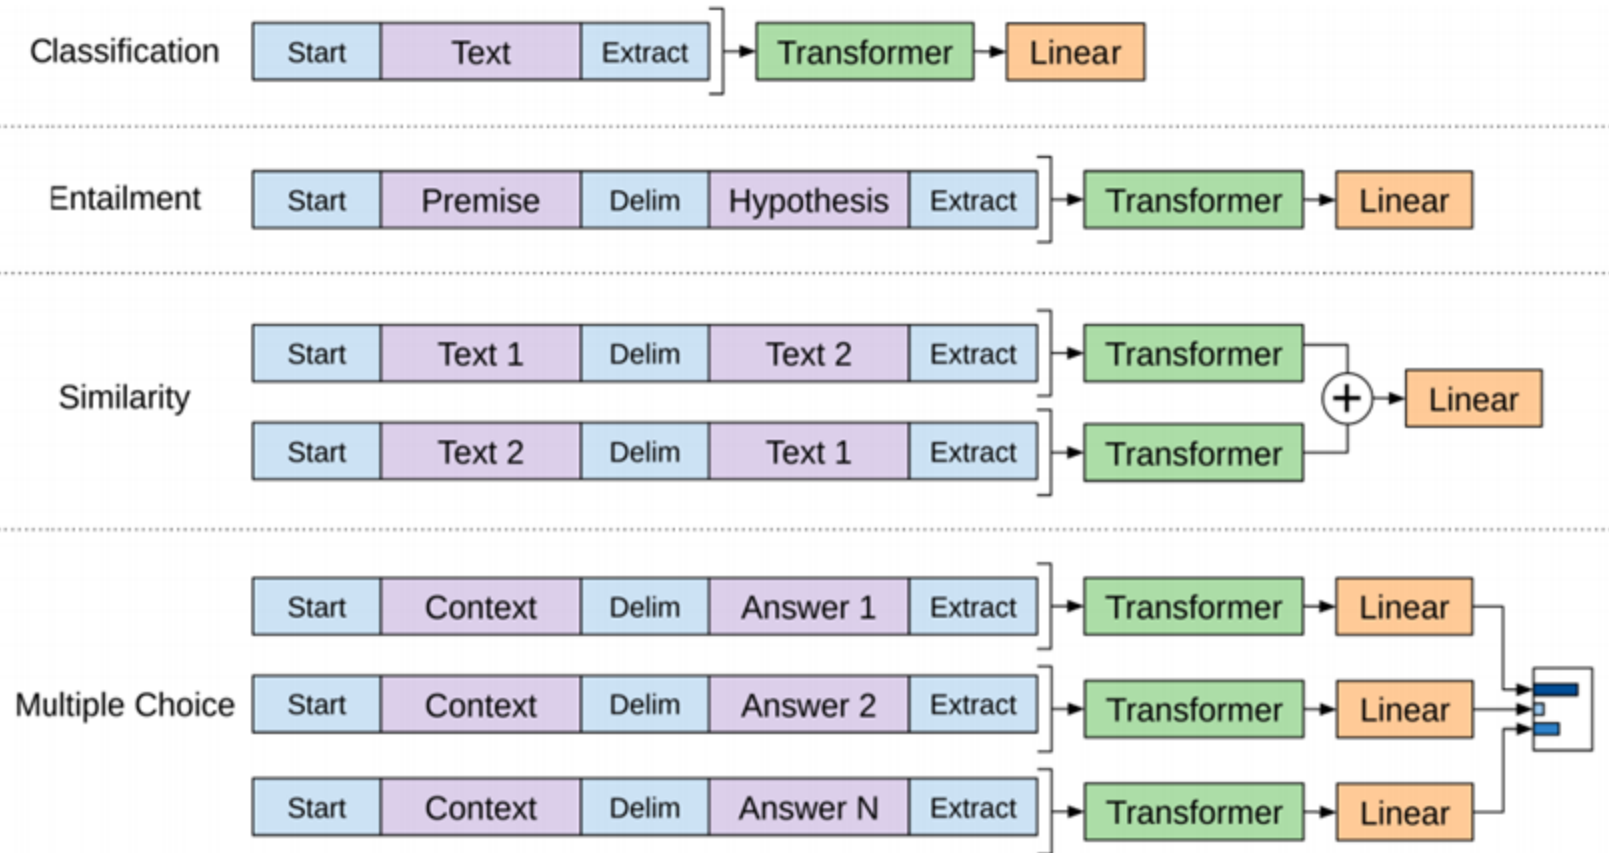 Classification Start Text Extract Transformer Linear
Entailment Start Premise Delim Hypothesis Extract Transformer Linear
Start Text 1 Delim Text 2 Extract Transformer
Similarity + Linear
Start Text 2 Delim Text 1 Extract Transformer
Start Context Delim Answer 1 Extract Transformer Linear
Multiple Choice Start Context Delim Answer 2 Extract Transformer Linear
Start Context Delim Answer N Extract Transformer Linear